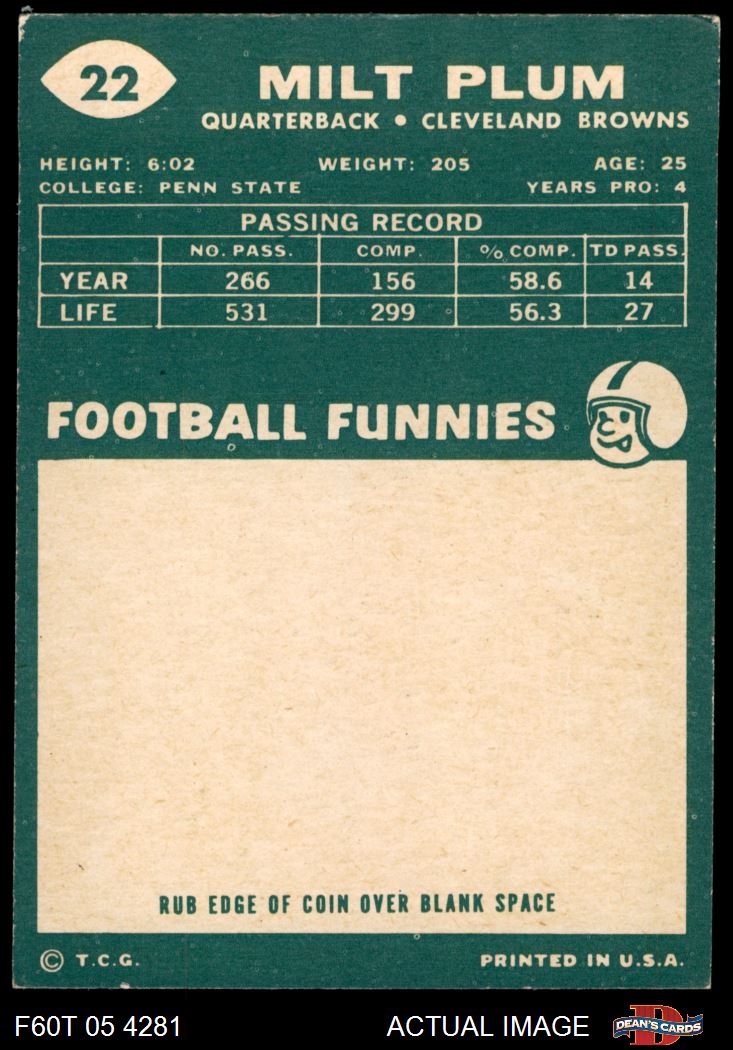 22
MILT PLUM
QUARTERBACK • CLEVELAND BROWNS
HEIGHT: 6:02 WEIGHT: 205 AGE: 25
COLLEGE: PENN STATE YEARS PRO: 4
PASSING RECORD
NO. PASS. COMP. % COMP. TD PASS.
YEAR 266 156 58.6 14
LIFE 531 299 56.3 27
FOOTBALL FUNNIES
RUB EDGE OF COIN OVER BLANK SPACE
© T.C.G. PRINTED IN U.S.A.
F60T 05 4281 ACTUAL IMAGE D DEAN'S CARDS